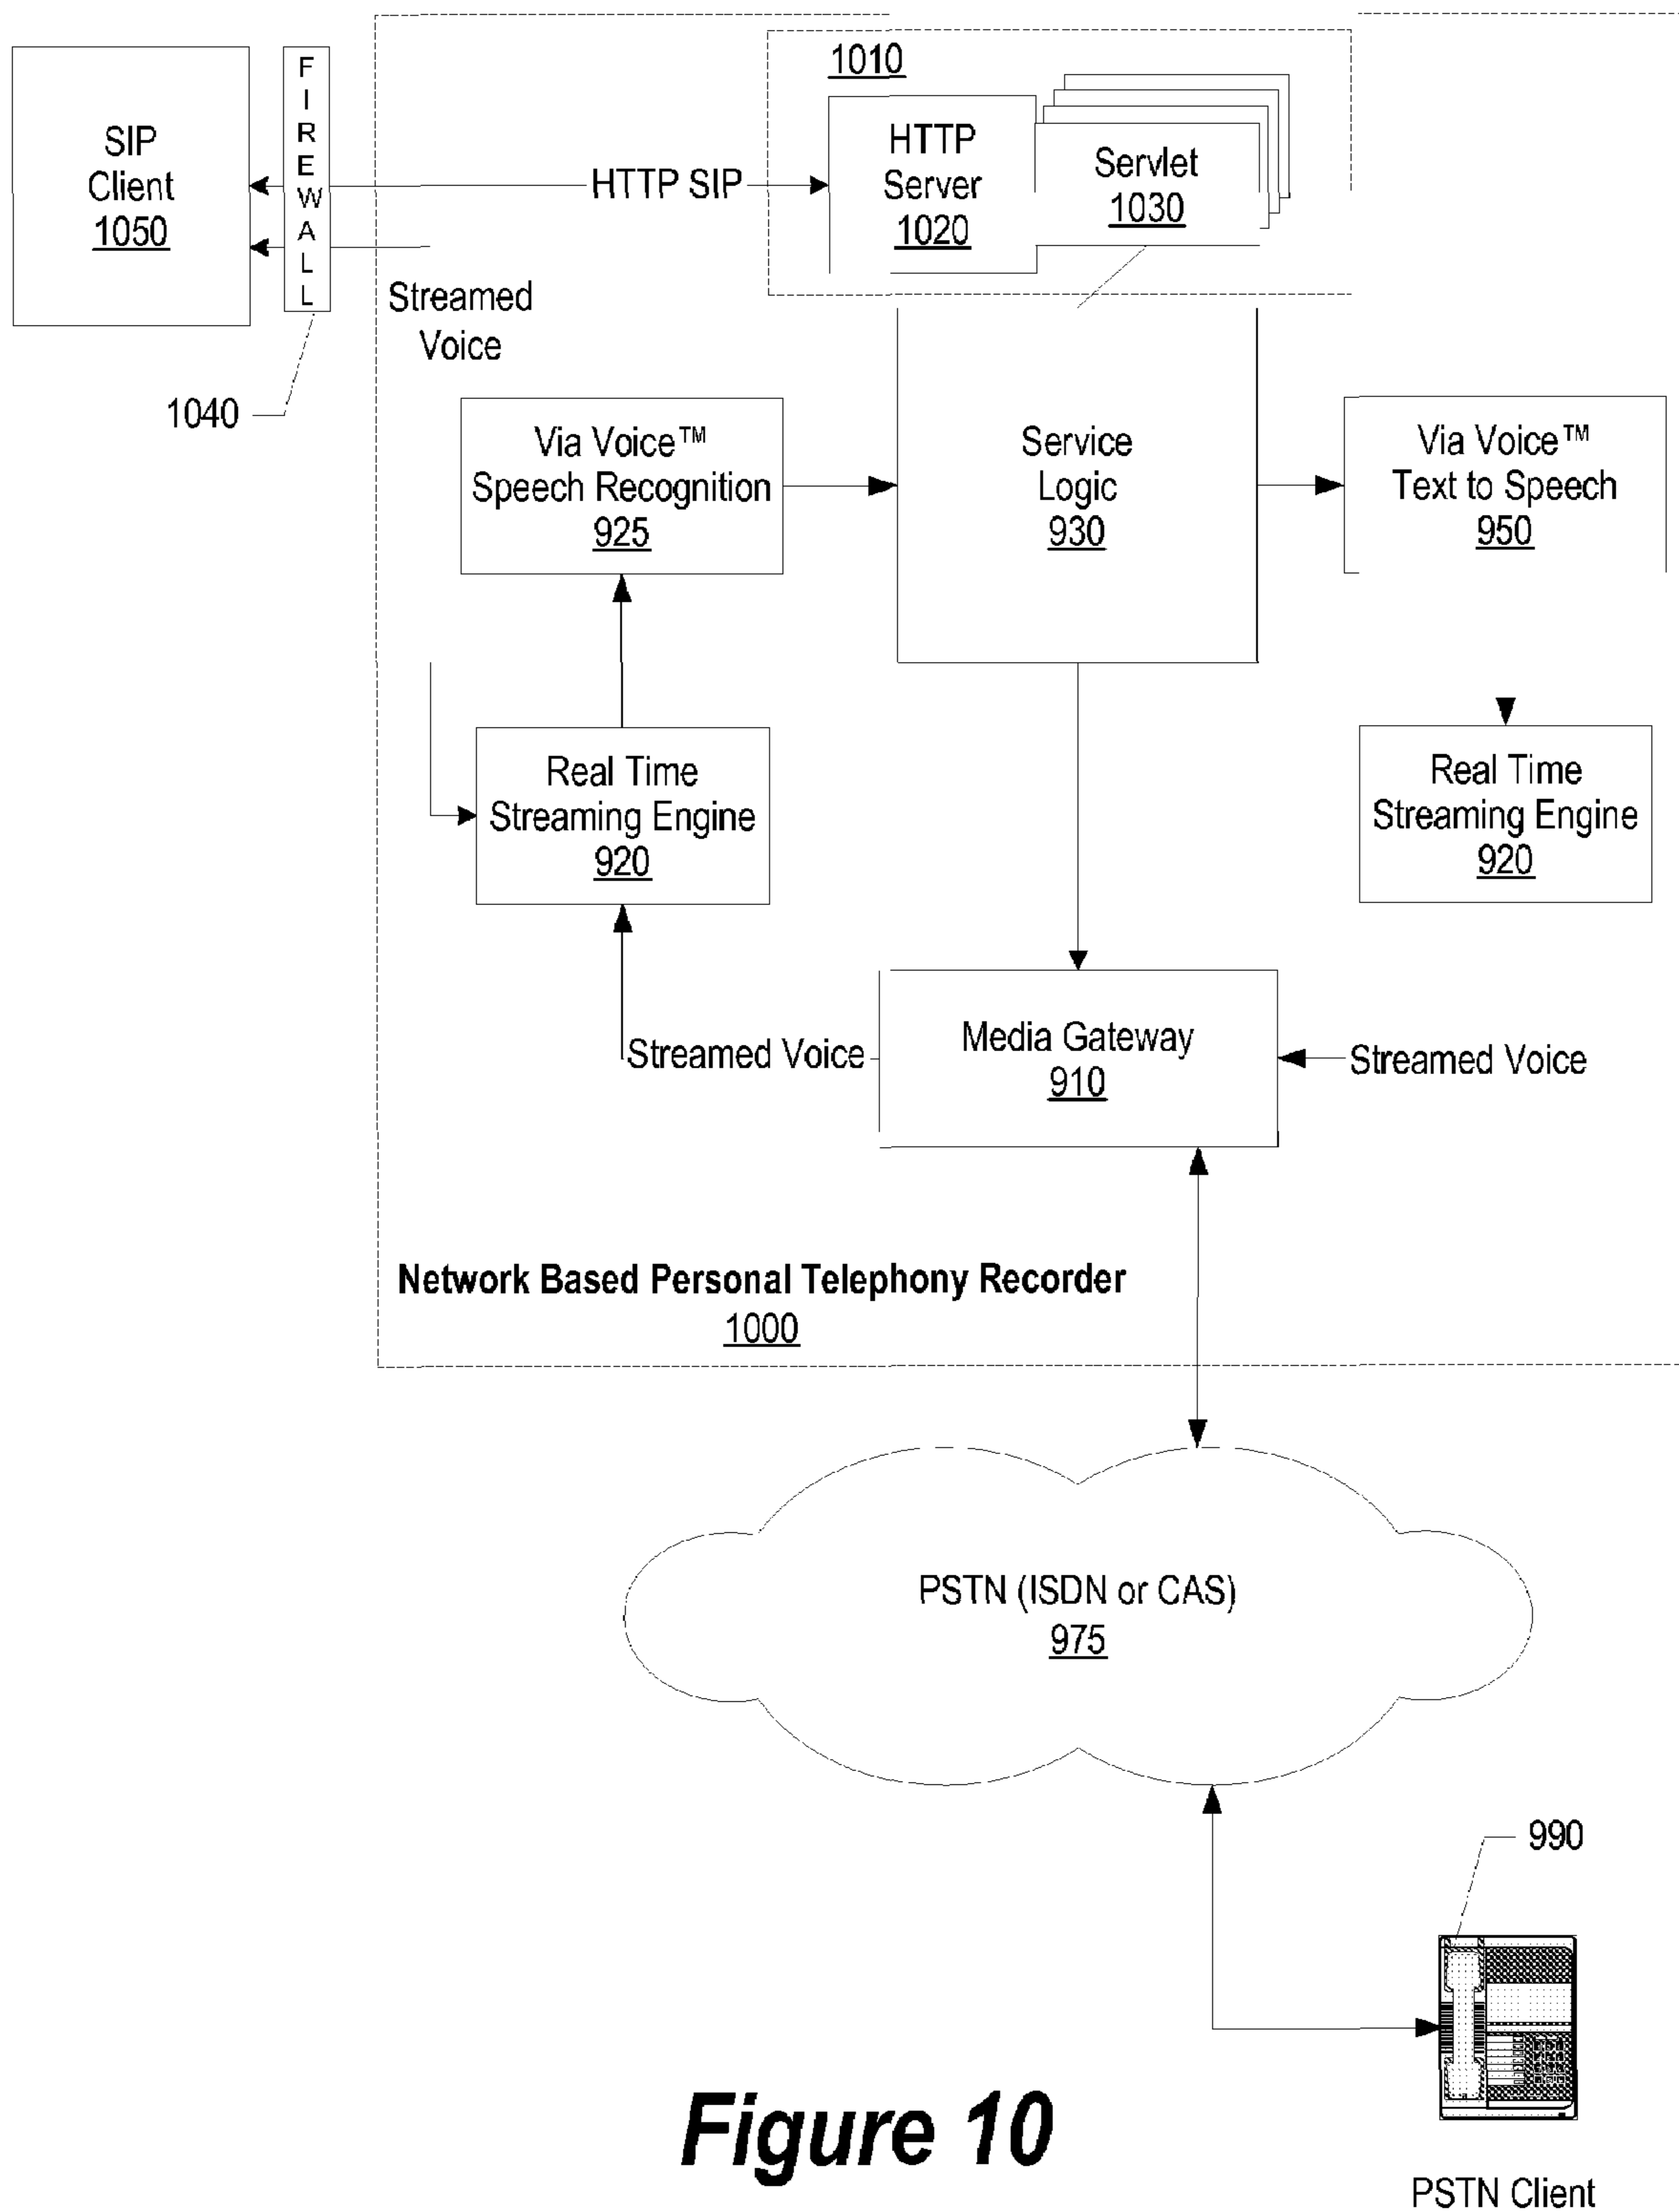 1010
FIREWALL
SIP
Client
1050
HTTP
Server
1020
Servlet
1030
HTTP SIP
Streamed
Voice
1040
Via Voice™
Speech Recognition
925
Service
Logic
930
Via Voice™
Text to Speech
950
Real Time
Streaming Engine
920
Real Time
Streaming Engine
920
Streamed Voice
Media Gateway
910
Streamed Voice
Network Based Personal Telephony Recorder
1000
PSTN (ISDN or CAS)
975
990
Figure 10
PSTN Client